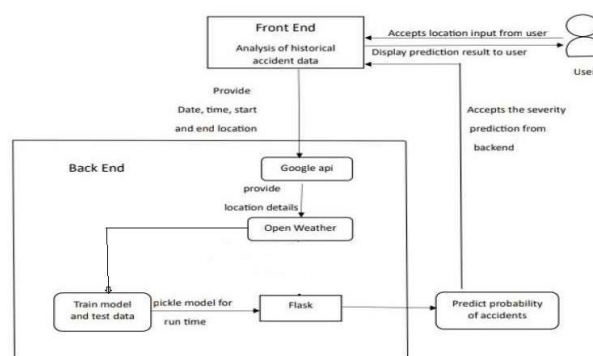 Front End
Analysis of historical
accident data
Accepts location input from user
Display prediction result to user
User
Provide
Date, time, start
and end location
Accepts the severity
prediction from
backend
Back End
Google api
provide
location details
Open Weather
Train model
and test data
pickle model for
run time
Flask
Predict probability
of accidents